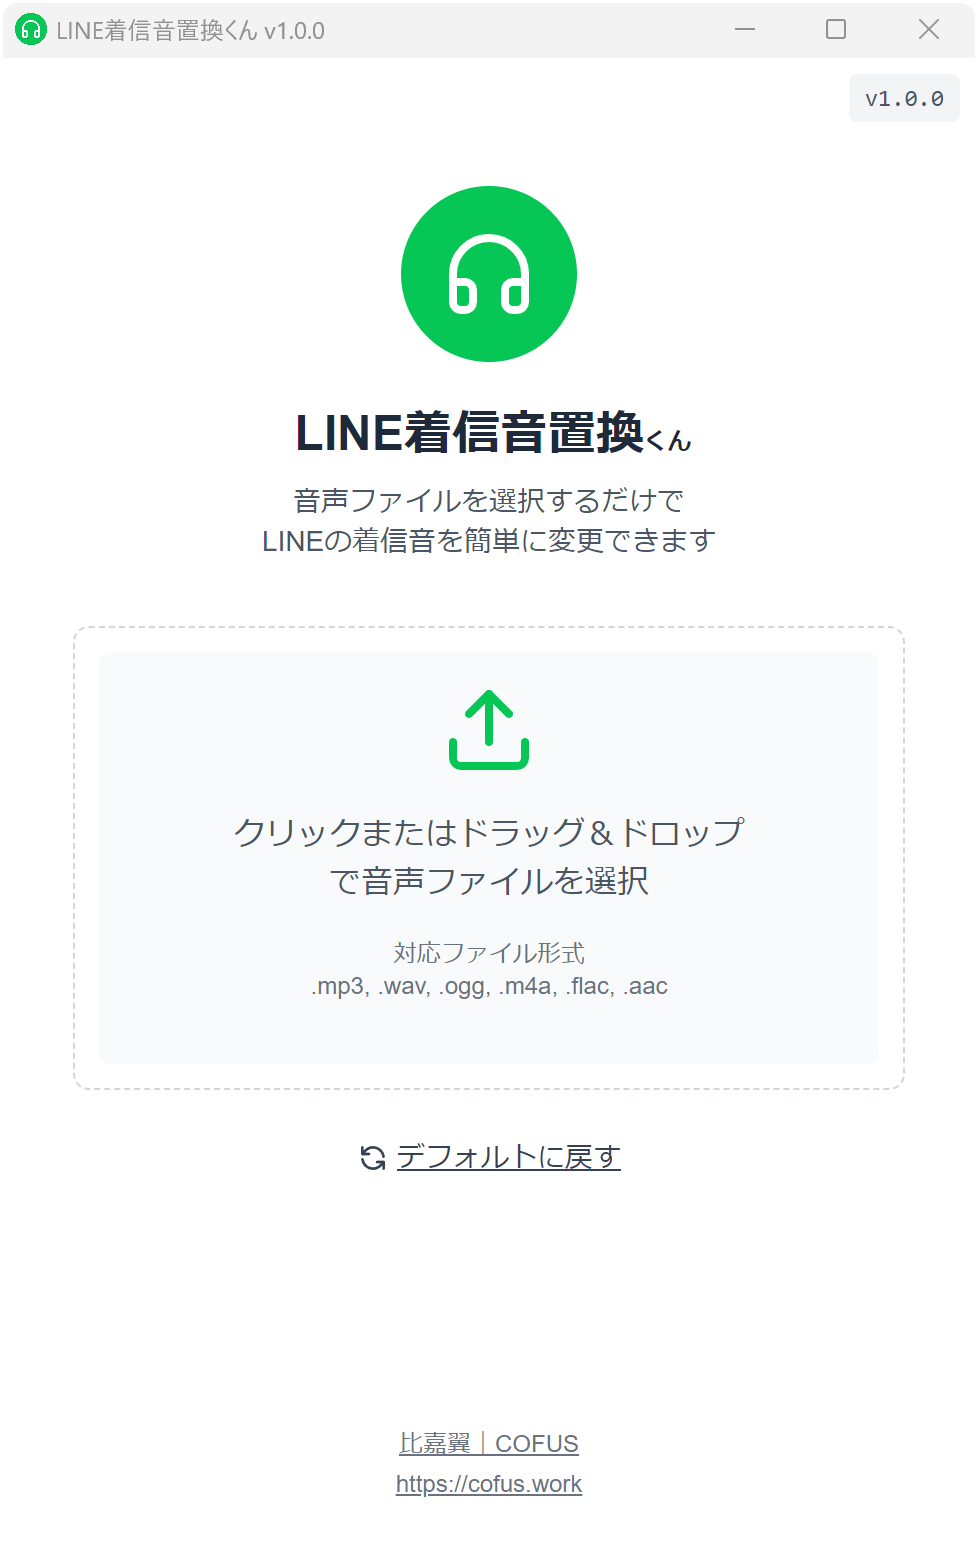 LINE着信音置換くん v1.0.0
v1.0.0
LINE着信音置換くん
音声ファイルを選択するだけで
LINEの着信音を簡単に変更できます
クリックまたはドラッグ＆ドロップ
で音声ファイルを選択
対応ファイル形式
.mp3, .wav, .ogg, .m4a, .flac, .aac
デフォルトに戻す
比嘉翼｜COFUS
https://cofus.work